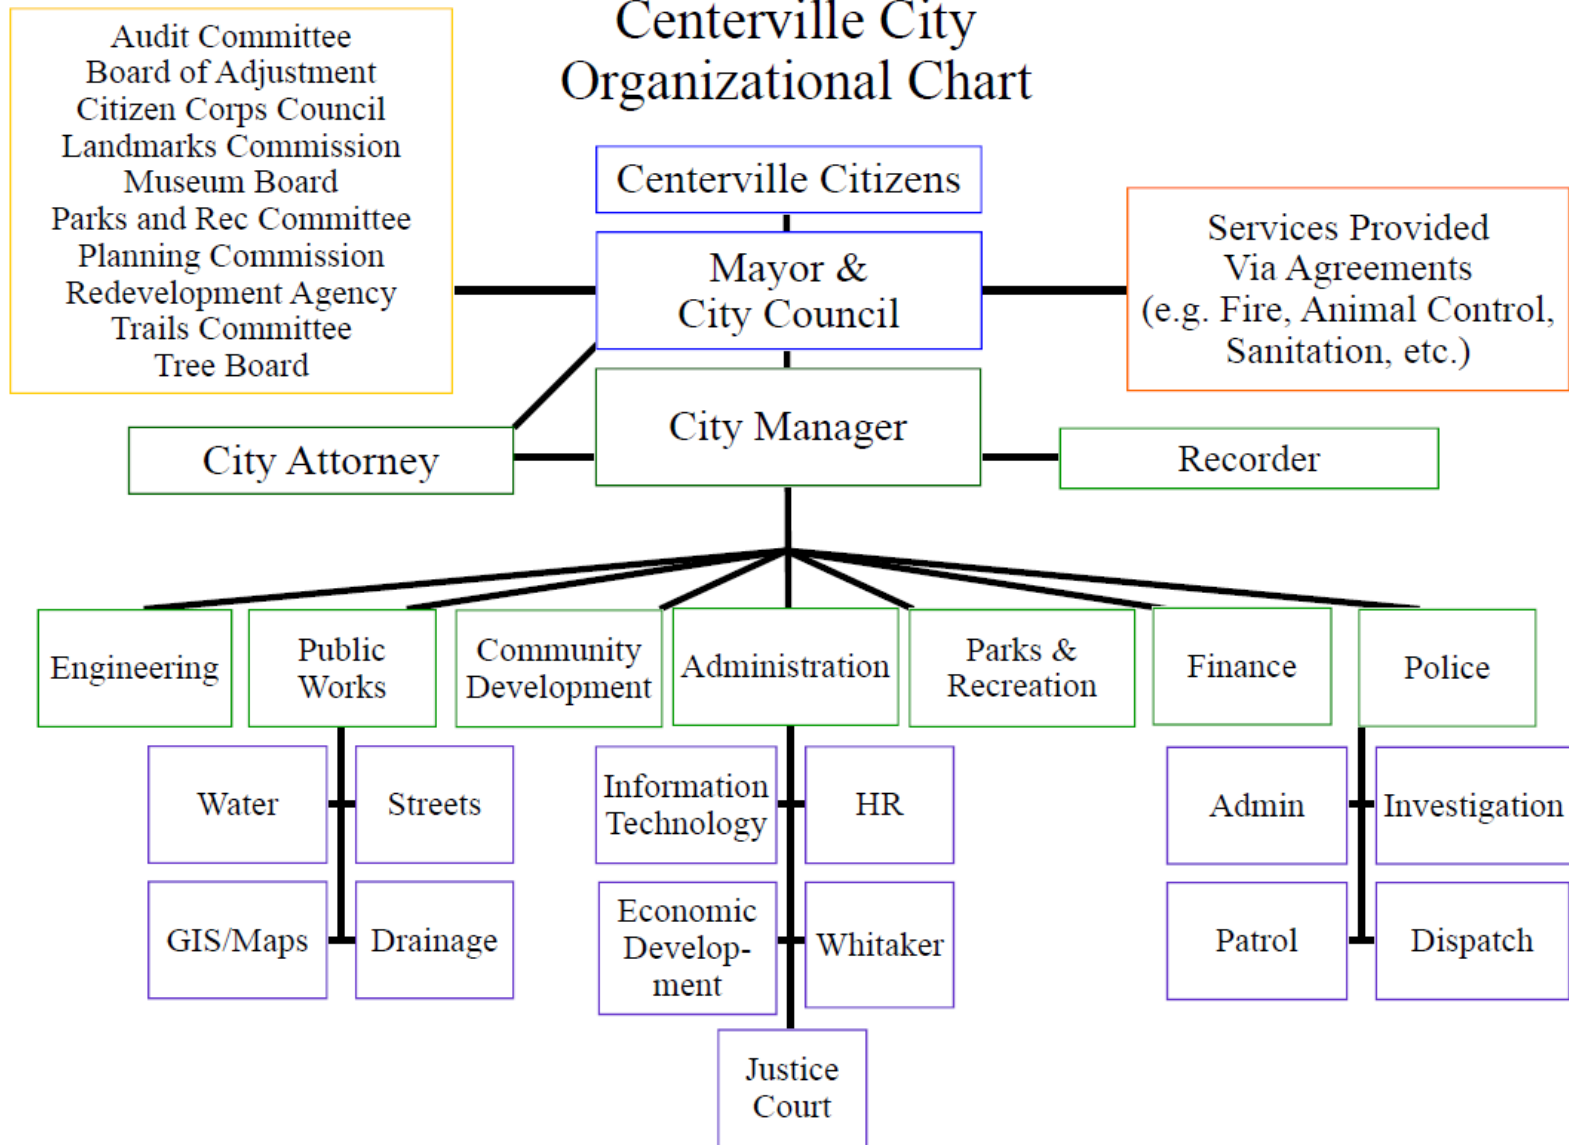 Centerville City
Organizational Chart
Audit Committee
Board of Adjustment
Citizen Corps Council
Landmarks Commission
Museum Board
Parks and Rec Committee
Planning Commission
Redevelopment Agency
Trails Committee
Tree Board
Centerville Citizens
Mayor &
City Council
Services Provided
Via Agreements
(e.g. Fire, Animal Control,
Sanitation, etc.)
City Manager
City Attorney
Recorder
Engineering
Public
Works
Community
Development
Administration
Parks &
Recreation
Finance
Police
Water
Streets
Information
Technology
HR
Admin
Investigation
GIS/Maps
Drainage
Economic
Develop-
ment
Whitaker
Patrol
Dispatch
Justice
Court